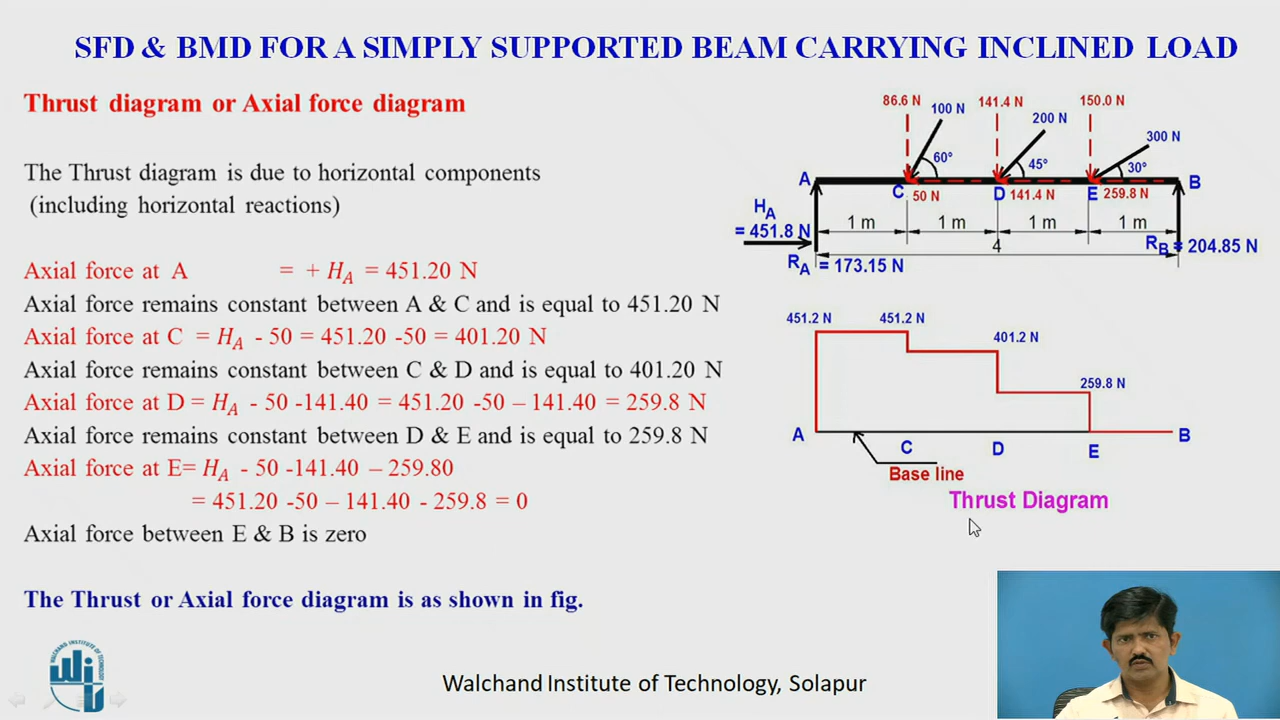 SFD & BMD FOR A SIMPLY SUPPORTED BEAM CARRYING INCLINED LOAD
Thrust diagram or Axial force diagram
The Thrust diagram is due to horizontal components
(including horizontal reactions)
Axial force at A = + H_A = 451.20 N
Axial force remains constant between A & C and is equal to 451.20 N
Axial force at C = H_A - 50 = 451.20 -50 = 401.20 N
Axial force remains constant between C & D and is equal to 401.20 N
Axial force at D = H_A - 50 -141.40 = 451.20 -50 – 141.40 = 259.8 N
Axial force remains constant between D & E and is equal to 259.8 N
Axial force at E= H_A - 50 -141.40 – 259.80
= 451.20 -50 – 141.40 - 259.8 = 0
Axial force between E & B is zero
The Thrust or Axial force diagram is as shown in fig.
86.6 N 100 N 141.4 N 200 N 150.0 N 300 N
60° 45° 30°
A B
C 50 N D 141.4 N E 259.8 N
H_A
= 451.8 N
1 m 1 m 1 m 1 m
4
R_A = 173.15 N
R_B = 204.85 N
451.2 N 451.2 N
401.2 N
259.8 N
A C D E B
Base line
Thrust Diagram
WALCHAND INSTITUTE OF TECHNOLOGY
WIT
Walchand Institute of Technology, Solapur